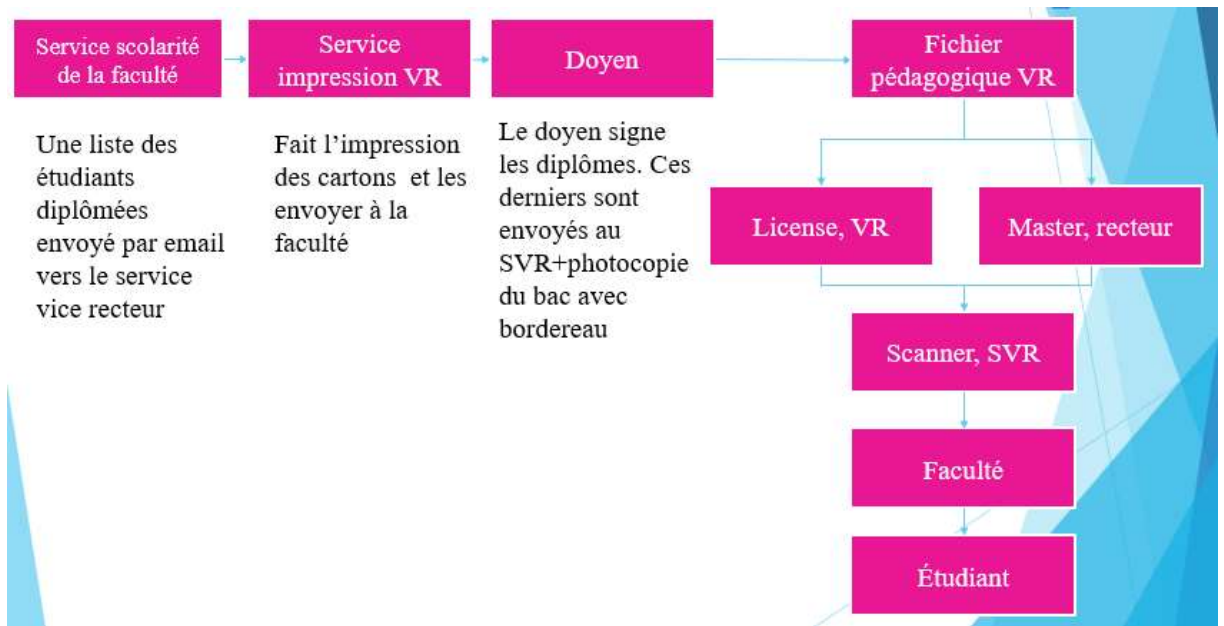 Service scolarité
de la faculté
Service
impression VR
Doyen
Fichier
pédagogique VR
Une liste des
étudiants
diplômées
envoyé par email
vers le service
vice recteur
Fait l’impression
des cartons et les
envoyer à la
faculté
Le doyen signe
les diplômes. Ces
derniers sont
envoyés au
SVR+photocopie
du bac avec
bordereau
License, VR
Master, recteur
Scanner, SVR
Faculté
Étudiant